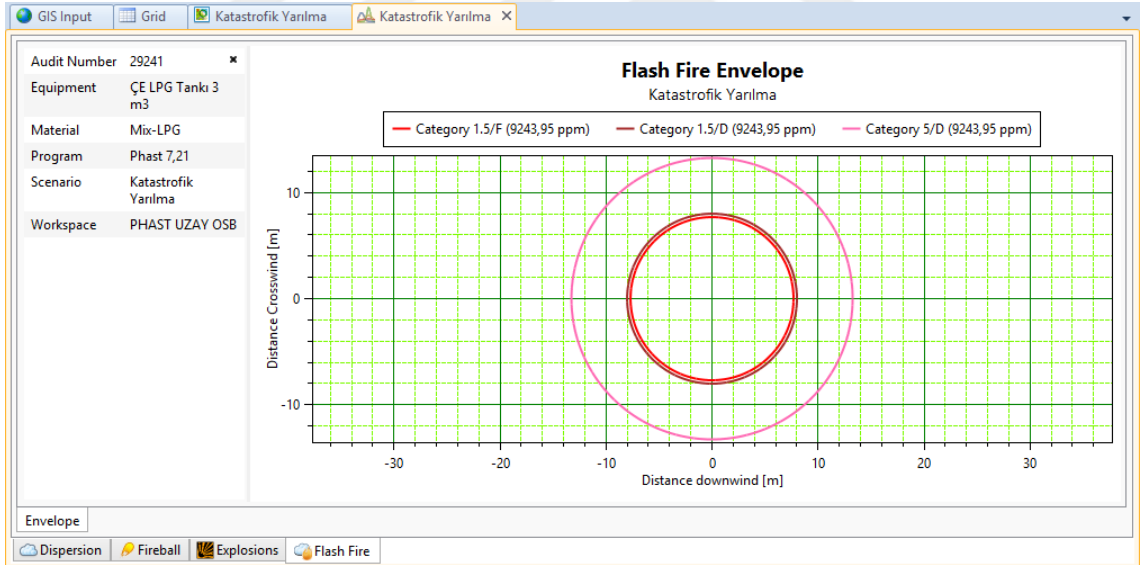 GIS Input
Grid
Katastrofik Yarılma
Katastrofik Yarılma
Audit Number 29241
Equipment ÇE LPG Tankı 3
m3
Material Mix-LPG
Program Phast 7,21
Scenario Katastrofik
Yarılma
Workspace PHAST UZAY OSB
Flash Fire Envelope
Katastrofik Yarılma
Category 1.5/F (9243,95 ppm)
Category 1.5/D (9243,95 ppm)
Category 5/D (9243,95 ppm)
Distance Crosswind [m]
10
0
-10
-30
-20
-10
0
10
20
30
Distance downwind [m]
Envelope
Dispersion
Fireball
Explosions
Flash Fire